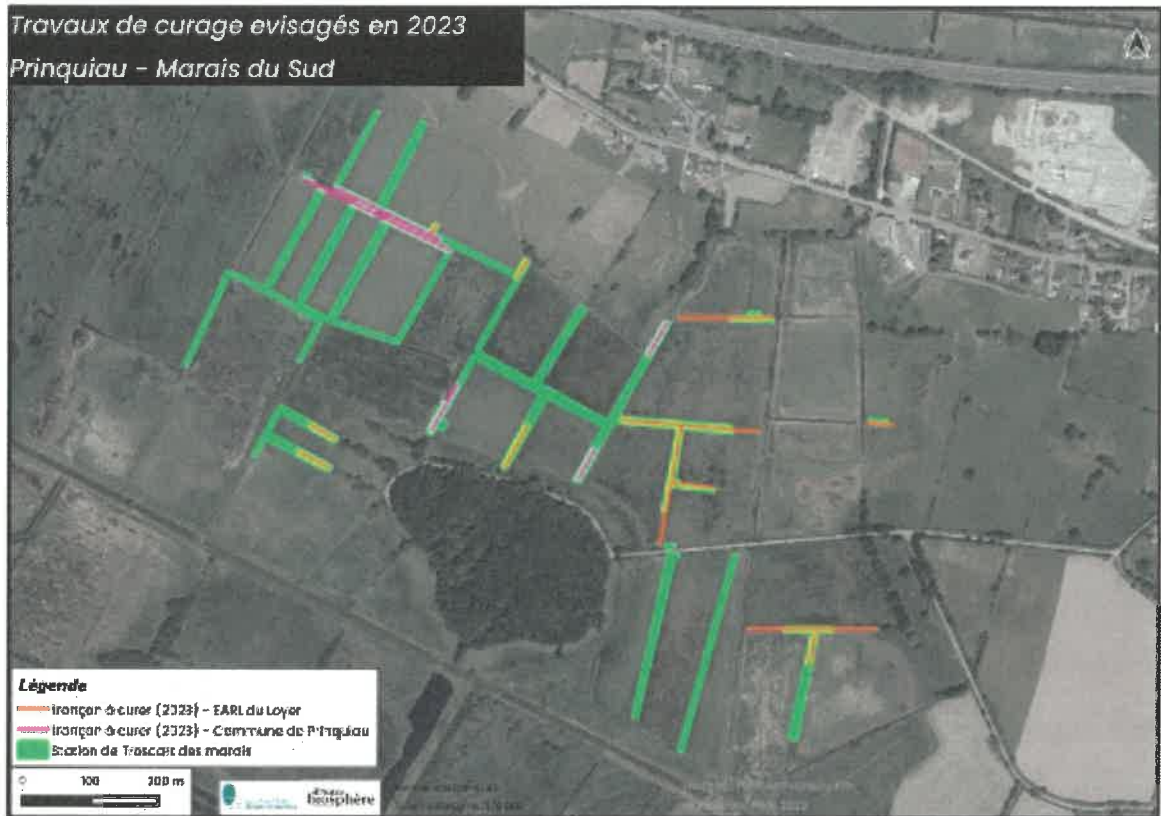 Travaux de curage evisagés en 2023
Prinquiau - Marais du Sud
Légende
Tronçon à curer (2023) - EARL du Loyer
Tronçon à curer (2023) - Commune de Prinquiau
Station de Troscart des marais
0 100 200 m
biosphère